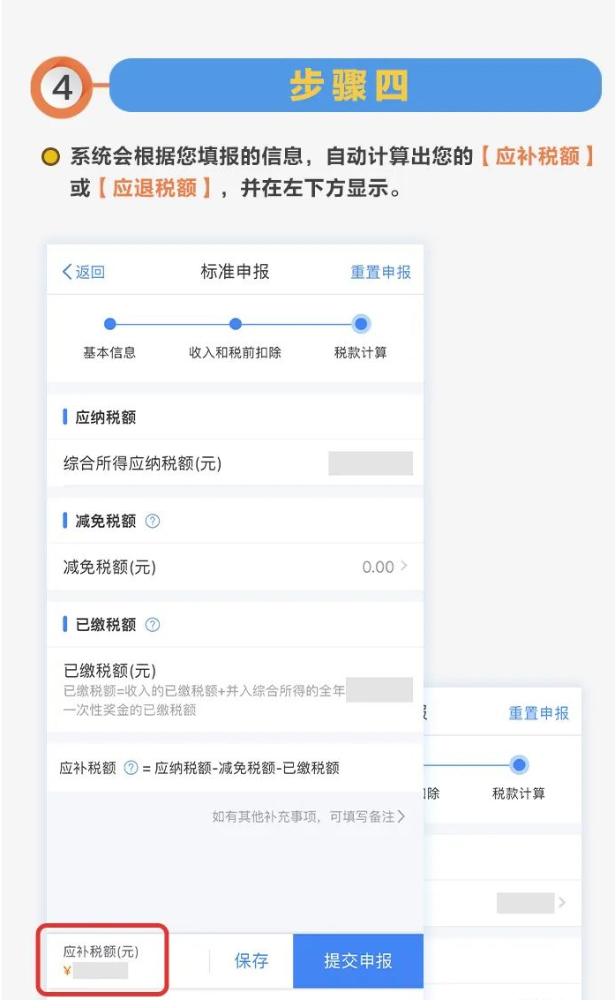 4
步骤四
系统会根据您填报的信息，自动计算出您的【应补税额】
或【应退税额】，并在左下方显示。
返回 标准申报 重置申报
基本信息 收入和税前扣除 税款计算
应纳税额
综合所得应纳税额(元)
减免税额 ?
减免税额(元) 0.00
已缴税额 ?
已缴税额(元)
已缴税额=收入的已缴税额+并入综合所得的全年
一次性奖金的已缴税额
应补税额 ? = 应纳税额-减免税额-已缴税额
如有其他补充事项，可填写备注
应补税额(元)
¥
保存 提交申报
重置申报
除 税款计算